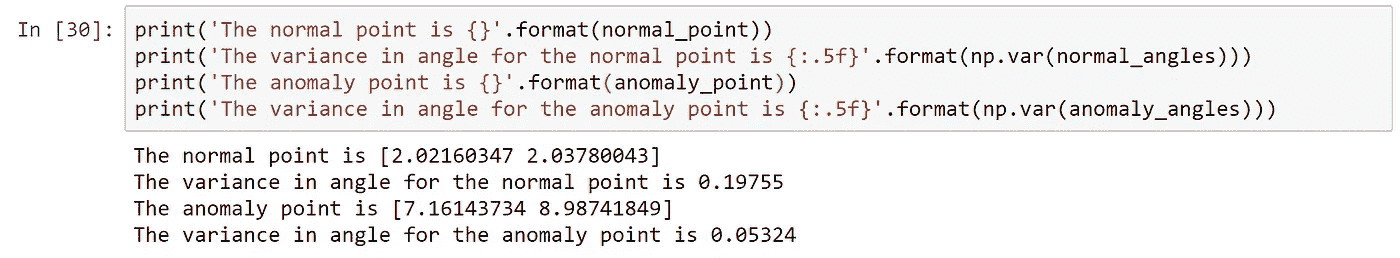 In [30]: print('The normal point is {}'.format(normal_point))
print('The variance in angle for the normal point is {:.5f}'.format(np.var(normal_angles)))
print('The anomaly point is {}'.format(anomaly_point))
print('The variance in angle for the anomaly point is {:.5f}'.format(np.var(anomaly_angles)))
The normal point is [2.02160347 2.03780043]
The variance in angle for the normal point is 0.19755
The anomaly point is [7.16143734 8.98741849]
The variance in angle for the anomaly point is 0.05324